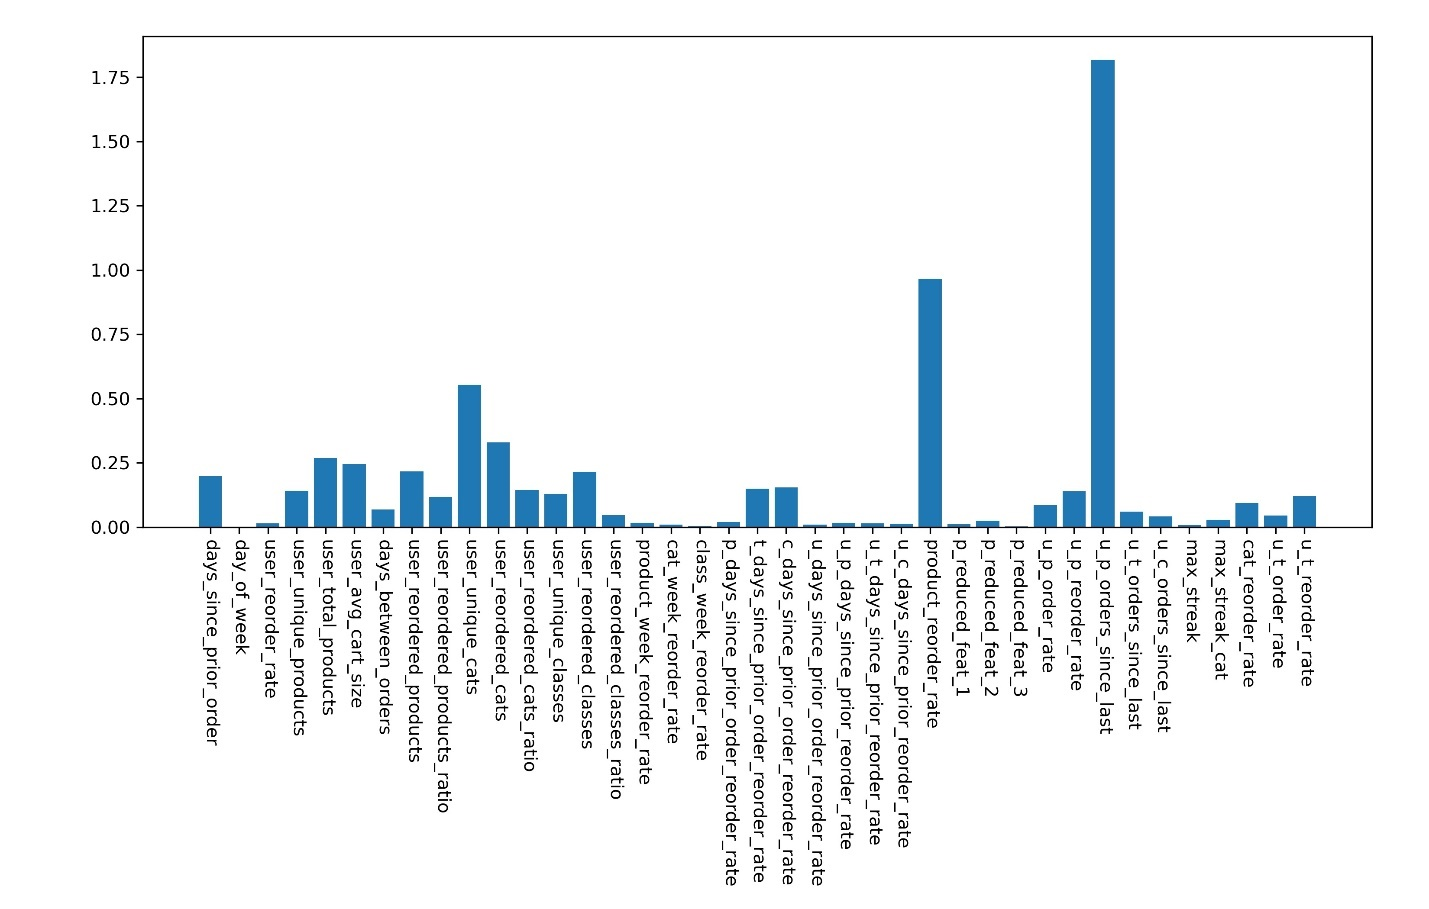 1.75
1.50
1.25
1.00
0.75
0.50
0.25
0.00
days_since_prior_order
day_of_week
user_reorder_rate
user_unique_products
user_total_products
user_avg_cart_size
days_between_orders
user_reordered_products
user_reordered_products_ratio
user_unique_cats
user_reordered_cats
user_reordered_cats_ratio
user_unique_classes
user_reordered_classes
user_reordered_classes_ratio
product_week_reorder_rate
cat_week_reorder_rate
class_week_reorder_rate
p_days_since_prior_order_reorder_rate
t_days_since_prior_order_reorder_rate
c_days_since_prior_order_reorder_rate
u_days_since_prior_order_reorder_rate
u_p_days_since_prior_reorder_rate
u_t_days_since_prior_reorder_rate
u_c_days_since_prior_reorder_rate
product_reorder_rate
p_reduced_feat_1
p_reduced_feat_2
p_reduced_feat_3
u_p_order_rate
u_p_reorder_rate
u_p_orders_since_last
u_t_orders_since_last
u_c_orders_since_last
max_streak
max_streak_cat
cat_reorder_rate
u_t_order_rate
u_t_reorder_rate